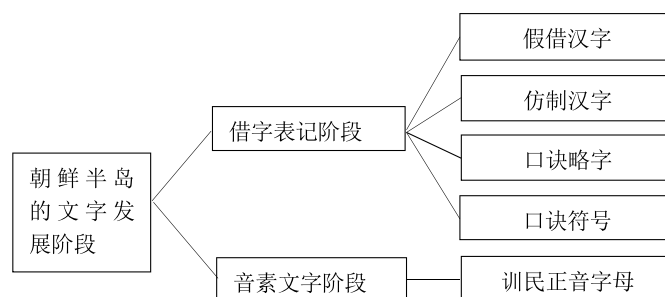 朝鲜半岛
的文字发
展阶段
借字表记阶段
音素文字阶段
假借汉字
仿制汉字
口诀略字
口诀符号
训民正音字母